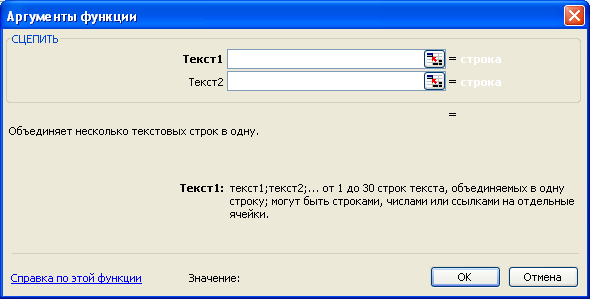 Аргументы функции
СЦЕПИТЬ
Текст1 = строка
Текст2 = строка
=
Объединяет несколько текстовых строк в одну.
Текст1: текст1;текст2;... от 1 до 30 строк текста, объединяемых в одну
строку; могут быть строками, числами или ссылками на отдельные
ячейки.
Справка по этой функции Значение: OK Отмена